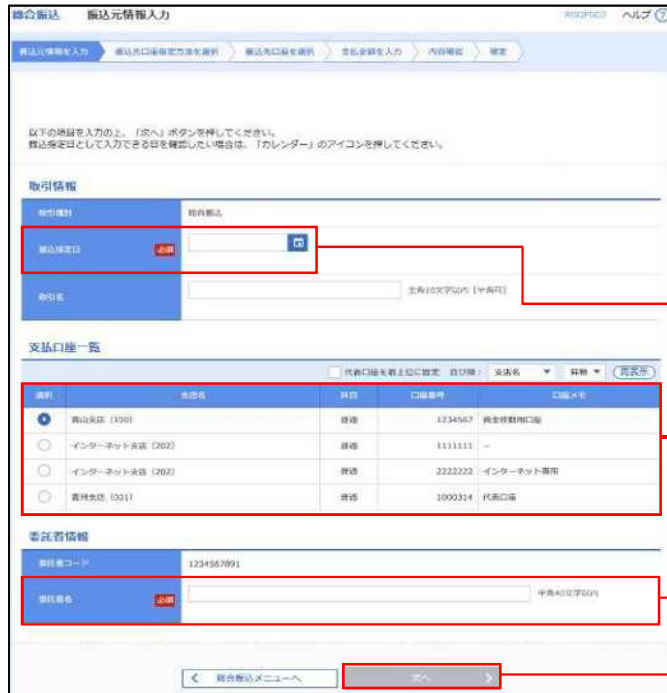 総合振込 振込元情報入力 ヘルプ ?
振込元情報を入力 振込先口座指定方法を選択 振込先口座を選択 支払金額を入力 内容確認 確定
以下の項目を入力の上、「次へ」ボタンを押してください。
振込指定日として入力できる日を確認したい場合は、「カレンダー」のアイコンを押してください。
取引情報
取引種別 総合振込
振込指定日 必須
取引名 全角10文字以内 [半角可]
支払口座一覧
代表口座を最上位に固定 並び順: 支店名 昇順 再表示
選択 支店名 科目 口座番号 口座メモ
青山支店 (100) 普通 1234567 資金移動用口座
インターネット支店 (202) 普通 1111111 -
インターネット支店 (202) 普通 2222222 インターネット専用
(001) 普通 1000314 代表口座
委託者情報
委託者コード 1234567891
委託者名 必須 半角40文字以内
総合振込メニューへ 次へ